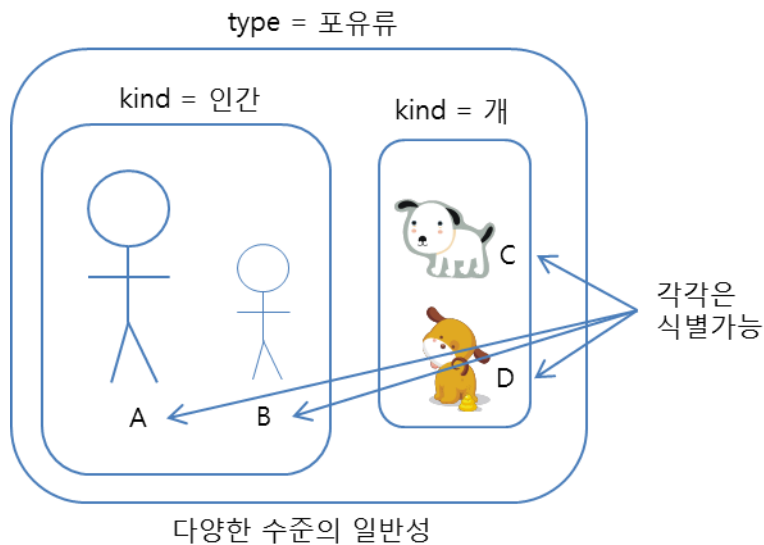 type = 포유류
kind = 인간
kind = 개
C
각각은
식별가능
D
A
B
다양한 수준의 일반성